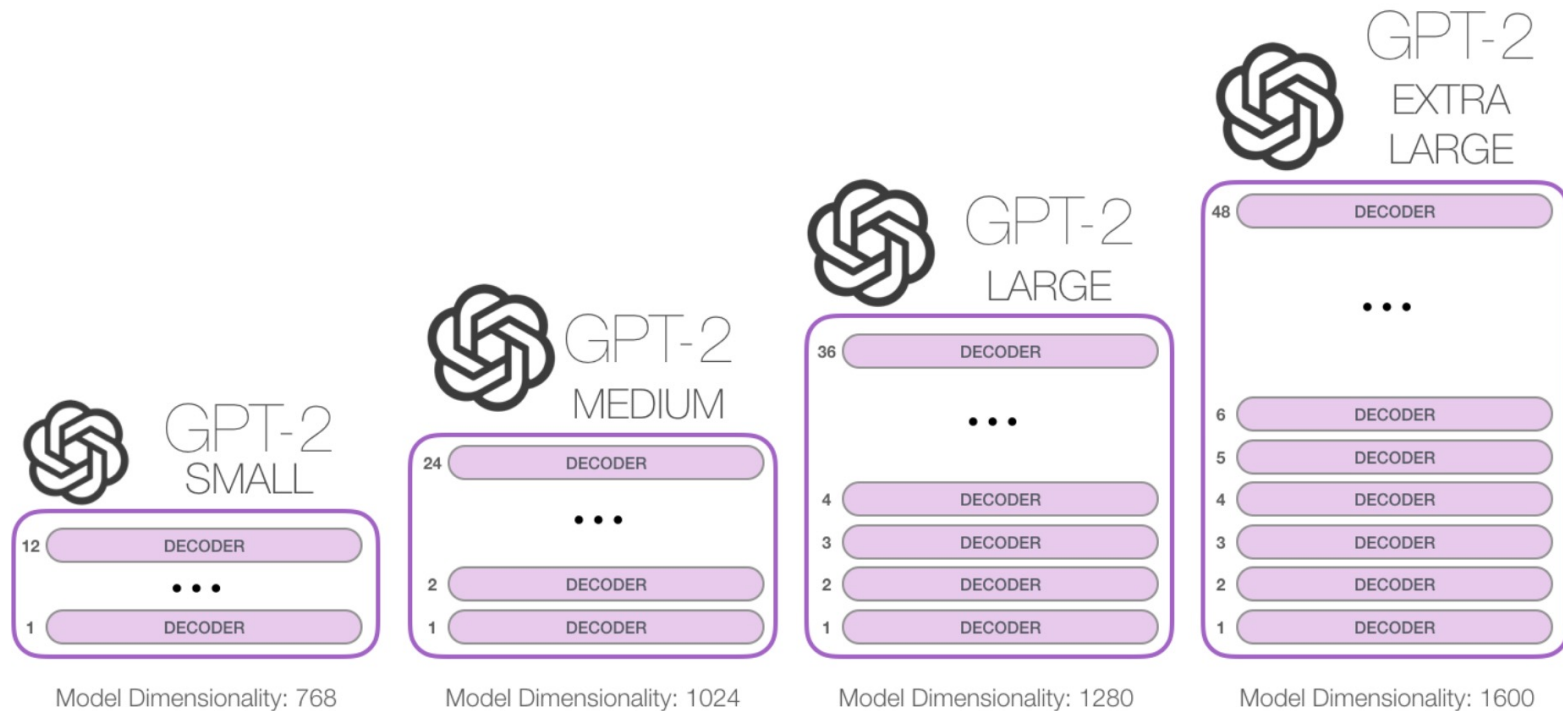 GPT-2
SMALL
12 DECODER
• • •
1 DECODER
Model Dimensionality: 768
GPT-2
MEDIUM
24 DECODER
• • •
2 DECODER
1 DECODER
Model Dimensionality: 1024
GPT-2
LARGE
36 DECODER
• • •
4 DECODER
3 DECODER
2 DECODER
1 DECODER
Model Dimensionality: 1280
GPT-2
EXTRA
LARGE
48 DECODER
• • •
6 DECODER
5 DECODER
4 DECODER
3 DECODER
2 DECODER
1 DECODER
Model Dimensionality: 1600